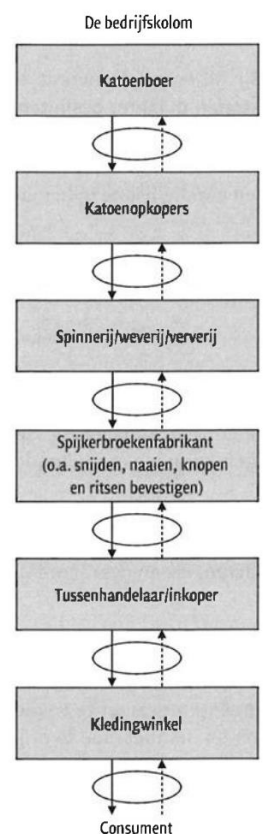 De bedrijfskolom
Katoenboer
Katoenopkopers
Spinnerij/weverij/ververij
Spijkerbroekenfabrikant
(o.a. snijden, naaien, knopen
en ritsen bevestigen)
Tussenhandelaar/inkoper
Kledingwinkel
Consument